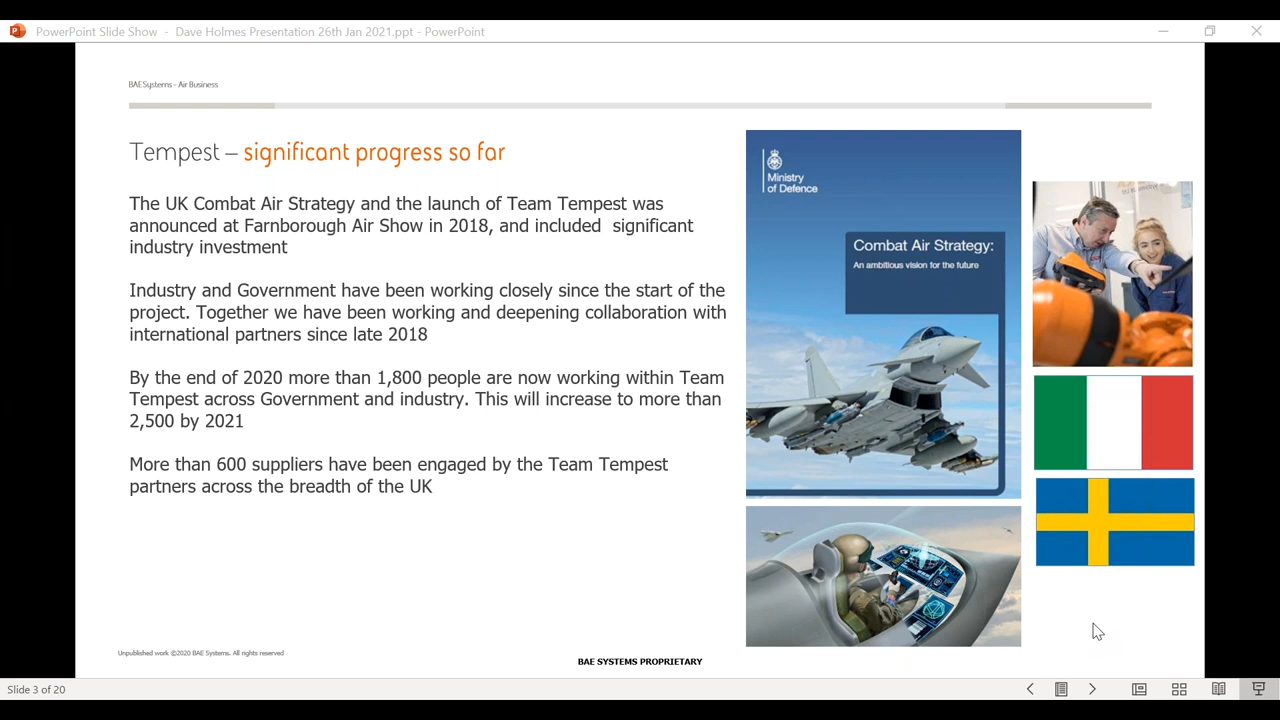 PowerPoint Slide Show - Dave Holmes Presentation 26th Jan 2021.ppt - PowerPoint
BAE Systems - Air Business
Tempest – significant progress so far
The UK Combat Air Strategy and the launch of Team Tempest was
announced at Farnborough Air Show in 2018, and included significant
industry investment
Industry and Government have been working closely since the start of the
project. Together we have been working and deepening collaboration with
international partners since late 2018
By the end of 2020 more than 1,800 people are now working within Team
Tempest across Government and industry. This will increase to more than
2,500 by 2021
More than 600 suppliers have been engaged by the Team Tempest
partners across the breadth of the UK
Ministry
of Defence
Combat Air Strategy:
An ambitious vision for the future
Unpublished work ©2020 BAE Systems. All rights reserved
BAE SYSTEMS PROPRIETARY
Slide 3 of 20